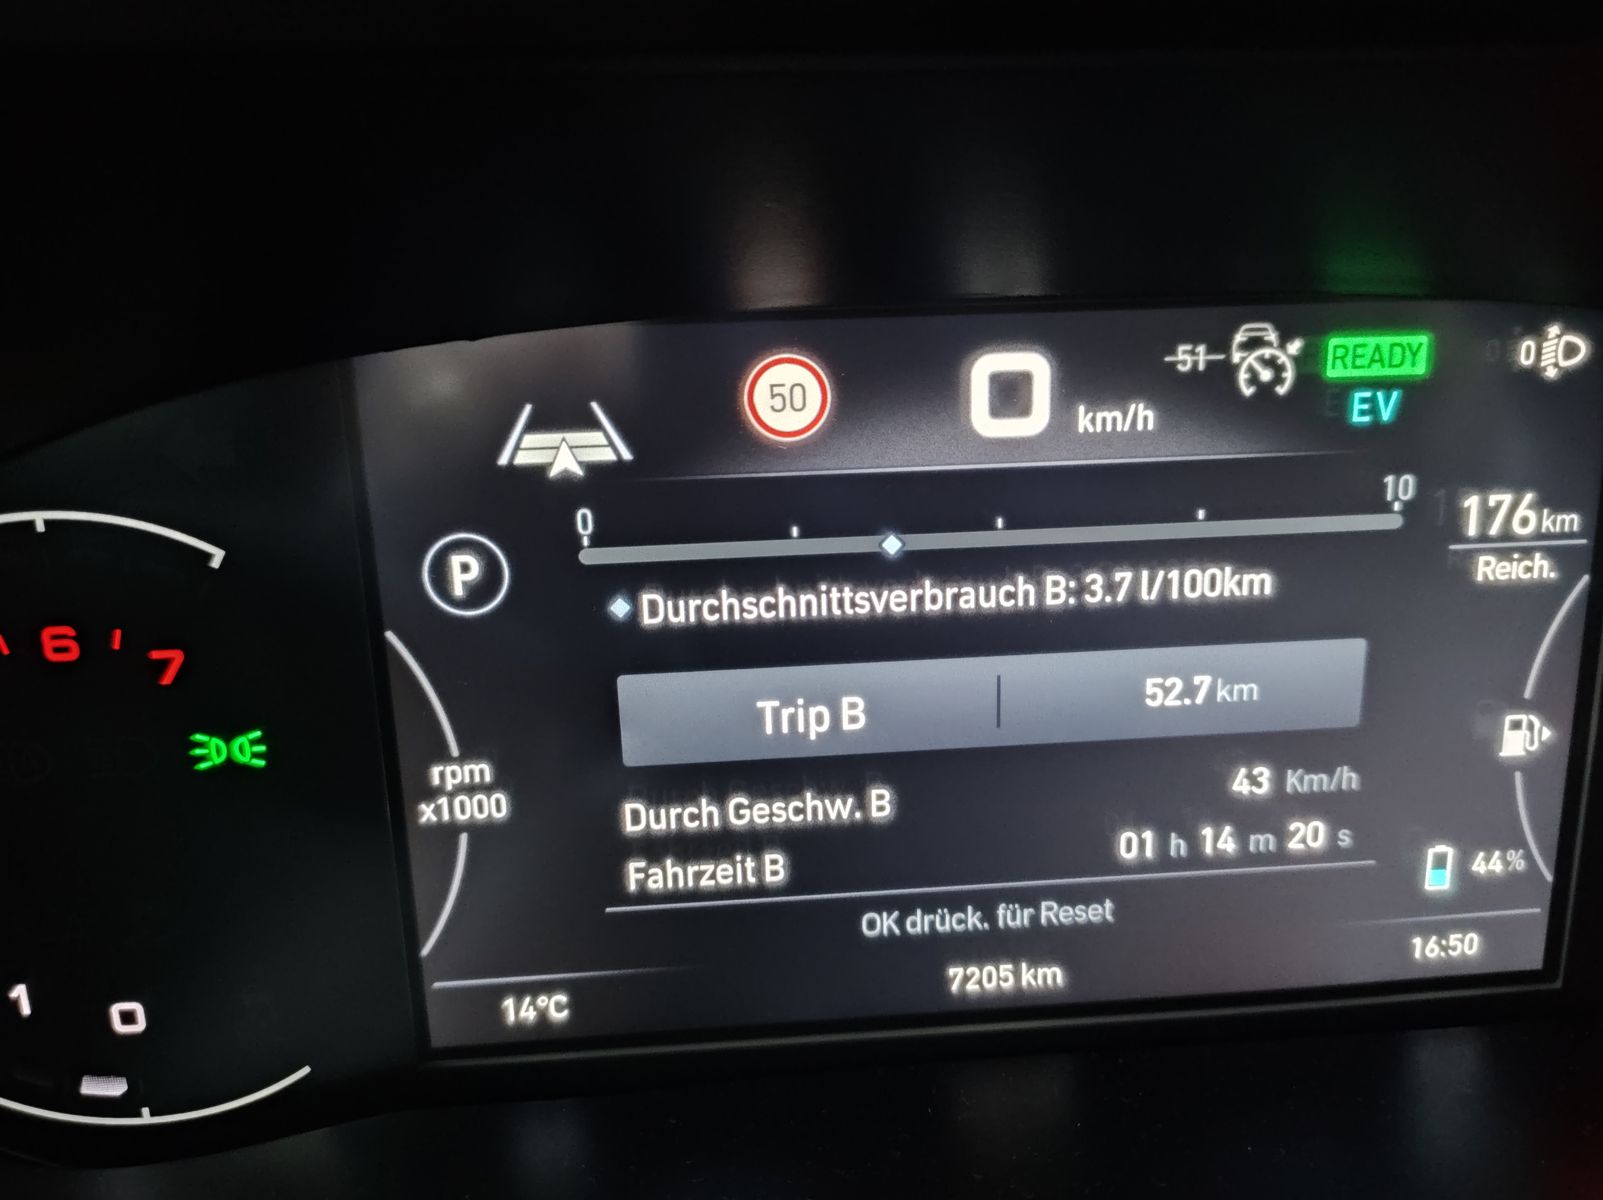 50
0 km/h
51
READY
EV
0
0
10
176 km
Reich.
P
Durchschnittsverbrauch B: 3.7 l/100km
6
7
Trip B
52.7 km
rpm
x1000
Durch Geschw. B
43 Km/h
Fahrzeit B
01 h 14 m 20 s
44%
OK drück. für Reset
16:50
1
0
14°C
7205 km